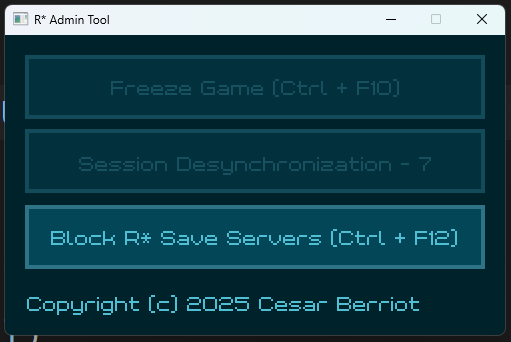 R* Admin Tool
Freeze Game (Ctrl + F10)
Session Desynchronization - 7
Block R* Save Servers (Ctrl + F12)
Copyright (c) 2025 Cesar Berriot